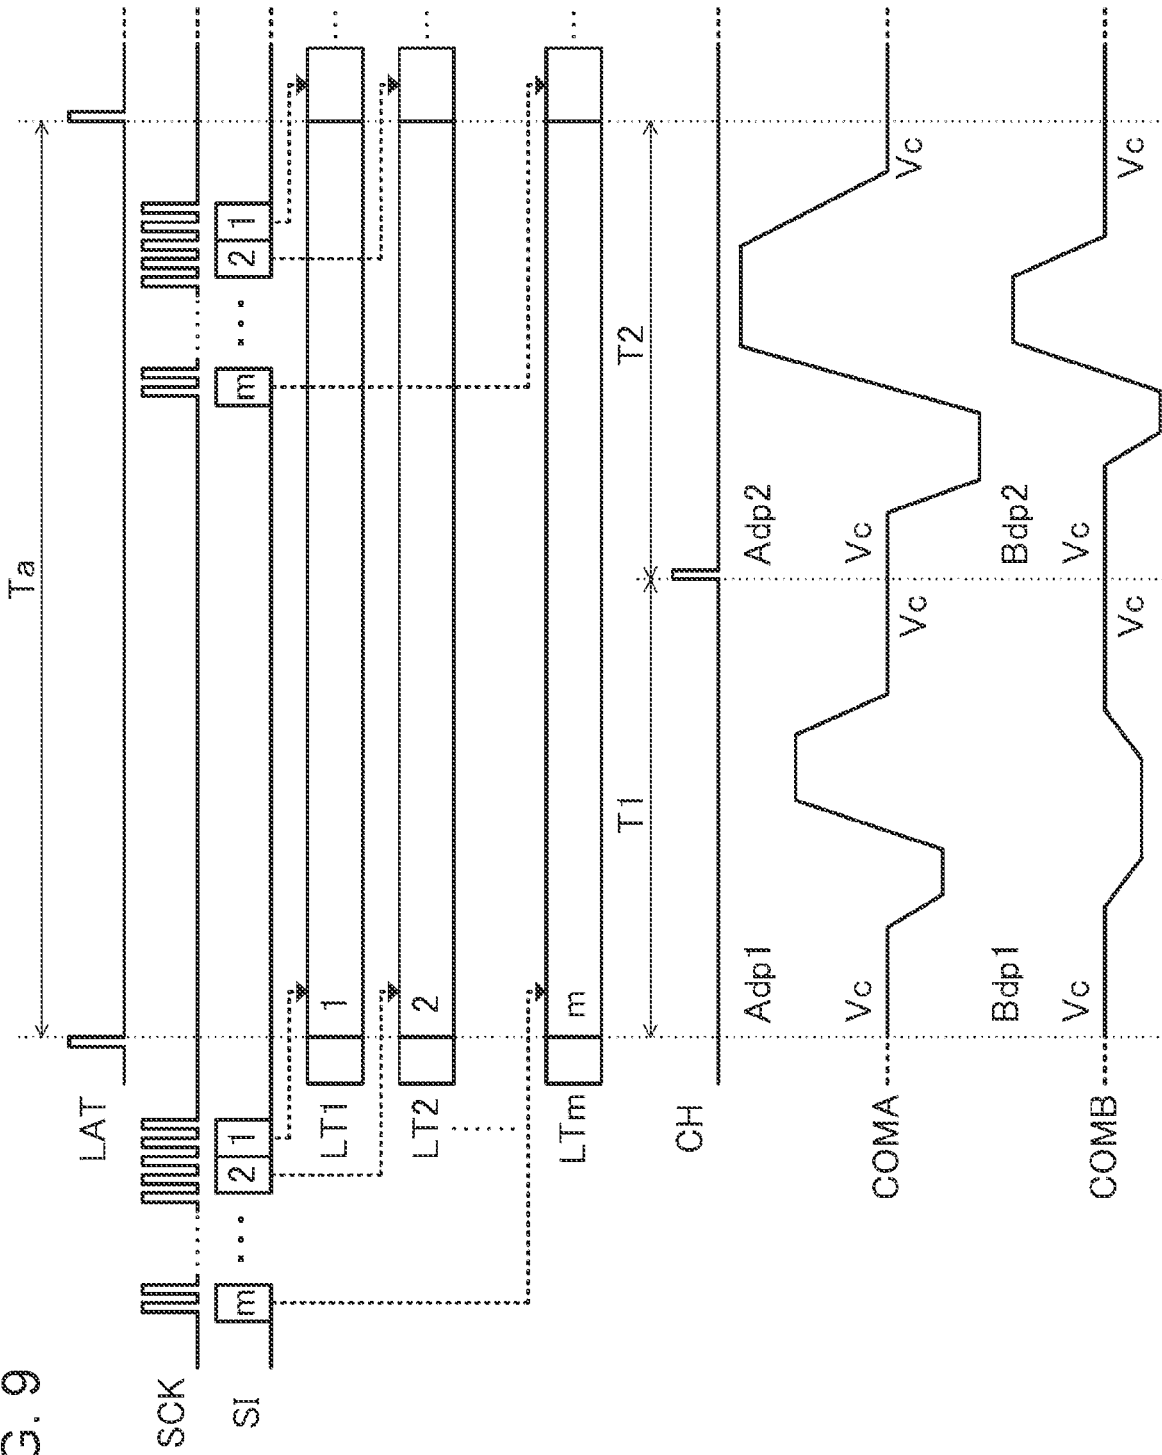 G. 9
Ta
LAT
SCK
SI
m ••• 2 1
m ••• 2 1
LT1
1
...
LT2
2
...
LTm
m
...
T1
T2
CH
Adp1
Adp2
COMA
Vc
Vc
Vc
Vc
Bdp1
Bdp2
COMB
Vc
Vc
Vc
Vc